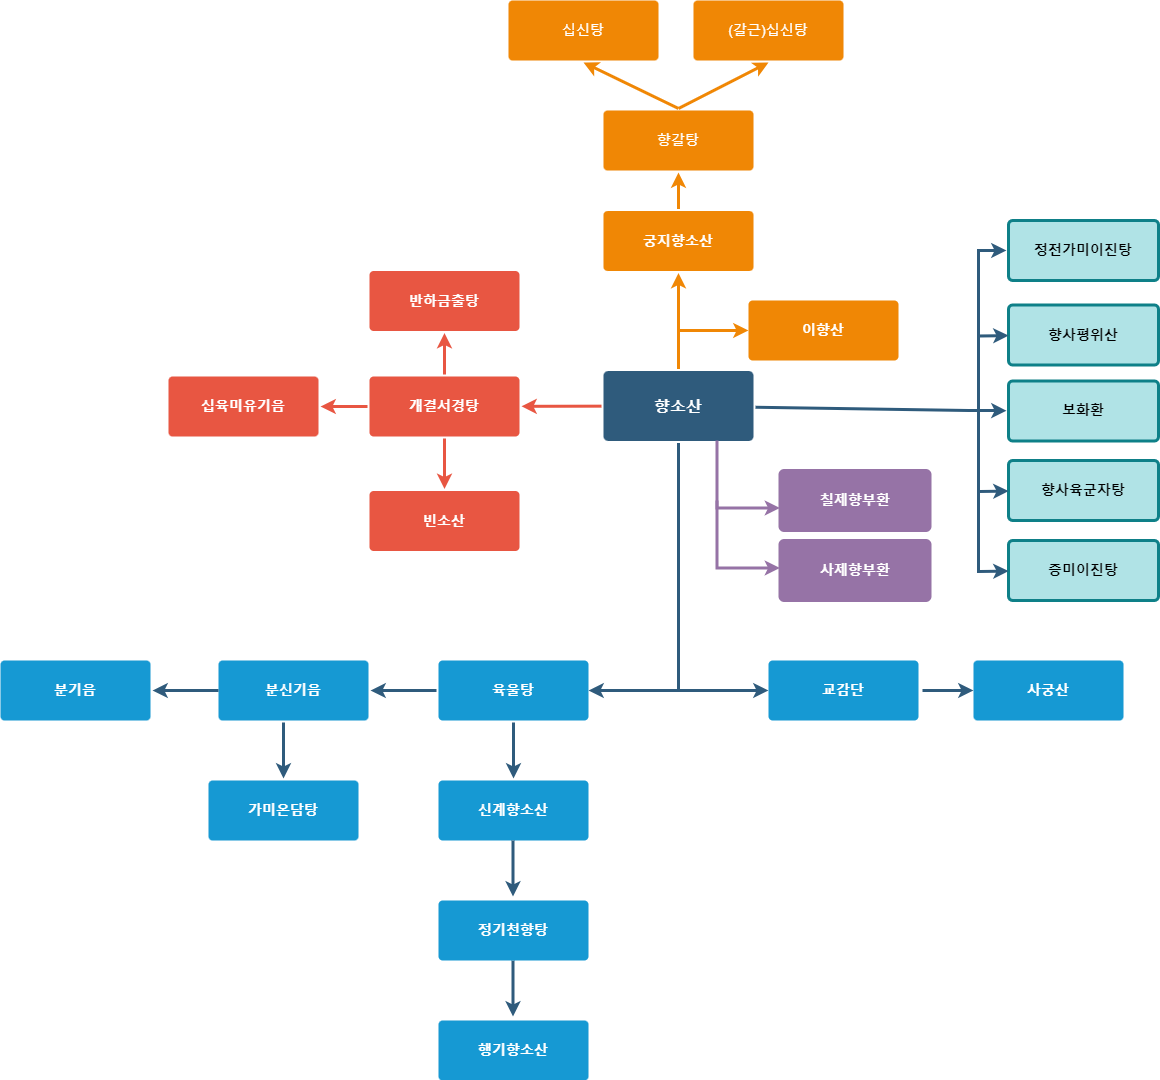 십신탕
(갈근)십신탕
향갈탕
궁지향소산
정전가미이진탕
반하금출탕
이향산
향사평위산
십육미유기음
개결서경탕
향소산
보화환
칠제향부환
향사육군자탕
빈소산
사제향부환
증미이진탕
분기음
분신기음
육울탕
교감단
사궁산
가미온담탕
신계향소산
정기천향탕
행기향소산